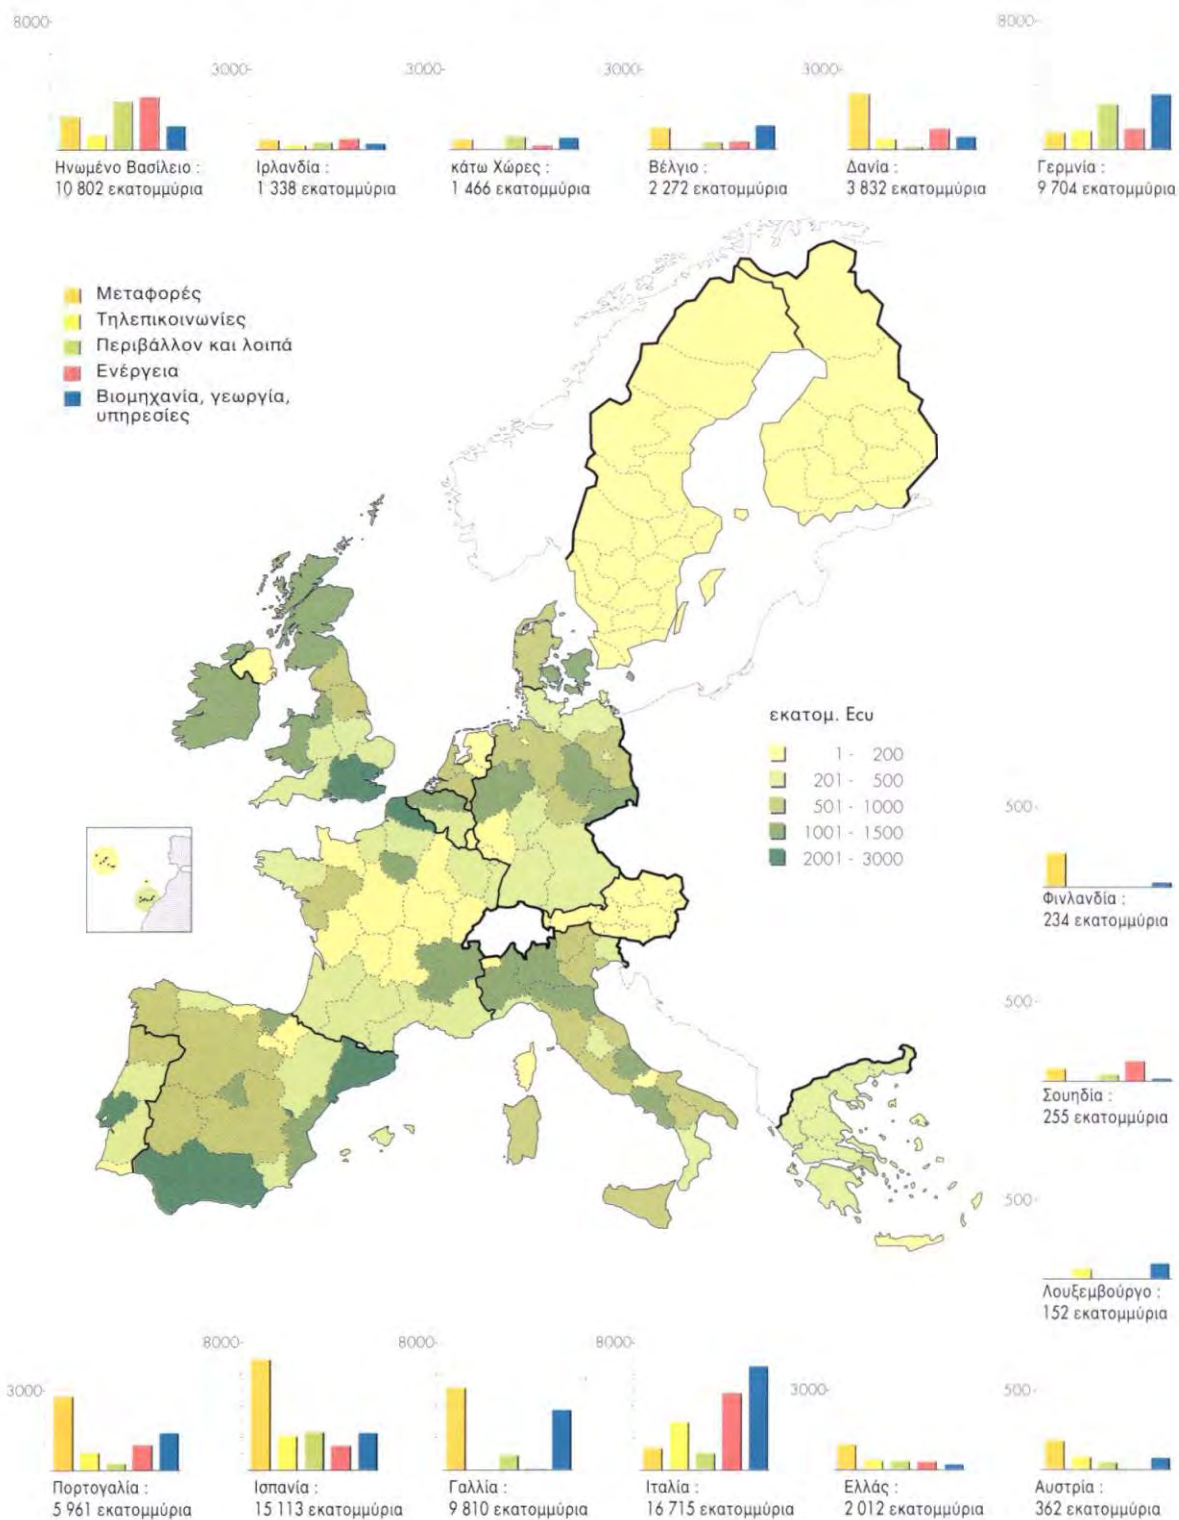 8000-
3000-
3000-
3000-
3000-
8000-
Ηνωμένο Βασίλειο :
10 802 εκατομμύρια
Ιρλανδία :
1 338 εκατομμύρια
κάτω Χώρες :
1 466 εκατομμύρια
Βέλγιο :
2 272 εκατομμύρια
Δανία :
3 832 εκατομμύρια
Γερμνία :
9 704 εκατομμύρια
Μεταφορές
Τηλεπικοινωνίες
Περιβάλλον και λοιπά
Ενέργεια
Βιομηχανία, γεωργία,
υπηρεσίες
εκατομ. Ecu
1 - 200
201 - 500
501 - 1000
1001 - 1500
2001 - 3000
500-
Φινλανδία :
234 εκατομμύρια
500-
Σουηδία :
255 εκατομμύρια
500-
Λουξεμβούργο :
152 εκατομμύρια
3000-
8000-
8000-
8000-
3000-
500-
Πορτογαλία :
5 961 εκατομμύρια
Ισπανία :
15 113 εκατομμύρια
Γαλλία :
9 810 εκατομμύρια
Ιταλία :
16 715 εκατομμύρια
Ελλάς :
2 012 εκατομμύρια
Αυστρία :
362 εκατομμύρια